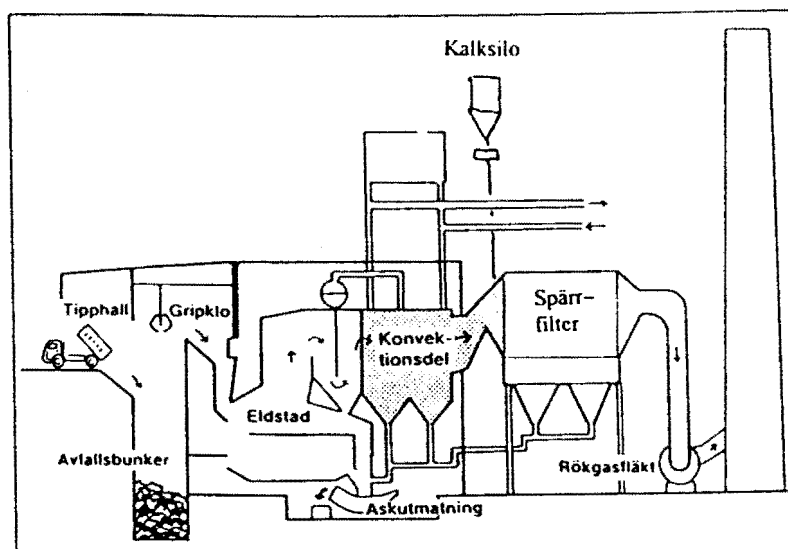 Kalksilo
Tipphall
Gripklo
Spärr-
filter
Konvek-
tionsdel
Eldstad
Avfallsbunker
Rökgasfläkt
Askutmatning